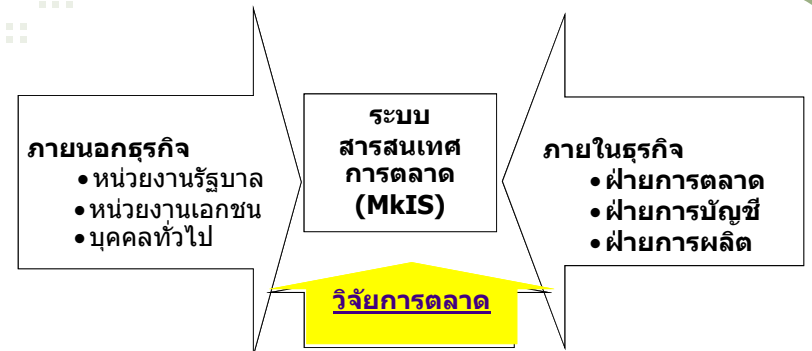 ภายนอกธุรกิจ
•หน่วยงานรัฐบาล
•หน่วยงานเอกชน
•บุคคลทั่วไป
ระบบ
สารสนเทศ
การตลาด
(MkIS)
ภายในธุรกิจ
•ฝ่ายการตลาด
•ฝ่ายการบัญชี
•ฝ่ายการผลิต
วิจัยการตลาด